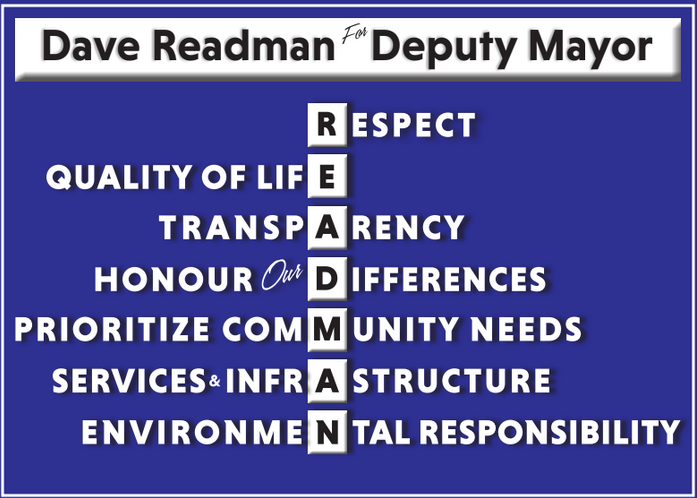 Dave Readman For Deputy Mayor
RESPECT
QUALITY OF LIFE
TRANSPARENCY
HONOUR Our DIFFERENCES
PRIORITIZE COMMUNITY NEEDS
SERVICES & INFRASTRUCTURE
ENVIRONMENTAL RESPONSIBILITY